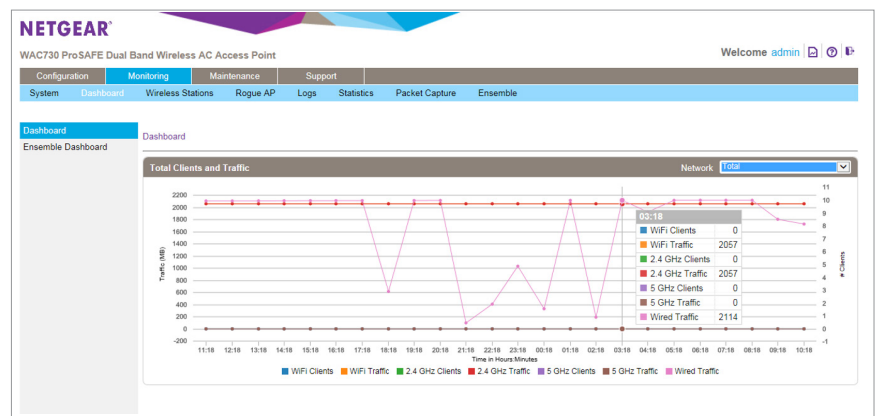 NETGEAR®
WAC730 ProSAFE Dual Band Wireless AC Access Point
Welcome admin
Configuration Monitoring Maintenance Support
System Dashboard Wireless Stations Rogue AP Logs Statistics Packet Capture Ensemble
Dashboard
Ensemble Dashboard
Dashboard
Total Clients and Traffic
Network Total
Traffic (MB)
2200
2000
1800
1600
1400
1200
1000
800
600
400
200
0
-200
11
10
9
8
7
6
5
4
3
2
1
0
-1
# Clients
03:18
WiFi Clients 0
WiFi Traffic 2057
2.4 GHz Clients 0
2.4 GHz Traffic 2057
5 GHz Clients 0
5 GHz Traffic 0
Wired Traffic 2114
11:18 12:18 13:18 14:18 15:18 16:18 17:18 18:18 19:18 20:18 21:18 22:18 23:18 00:18 01:18 02:18 03:18 04:18 05:18 06:18 07:18 08:18 09:18 10:18
Time in Hours:Minutes
WiFi Clients WiFi Traffic 2.4 GHz Clients 2.4 GHz Traffic 5 GHz Clients 5 GHz Traffic Wired Traffic